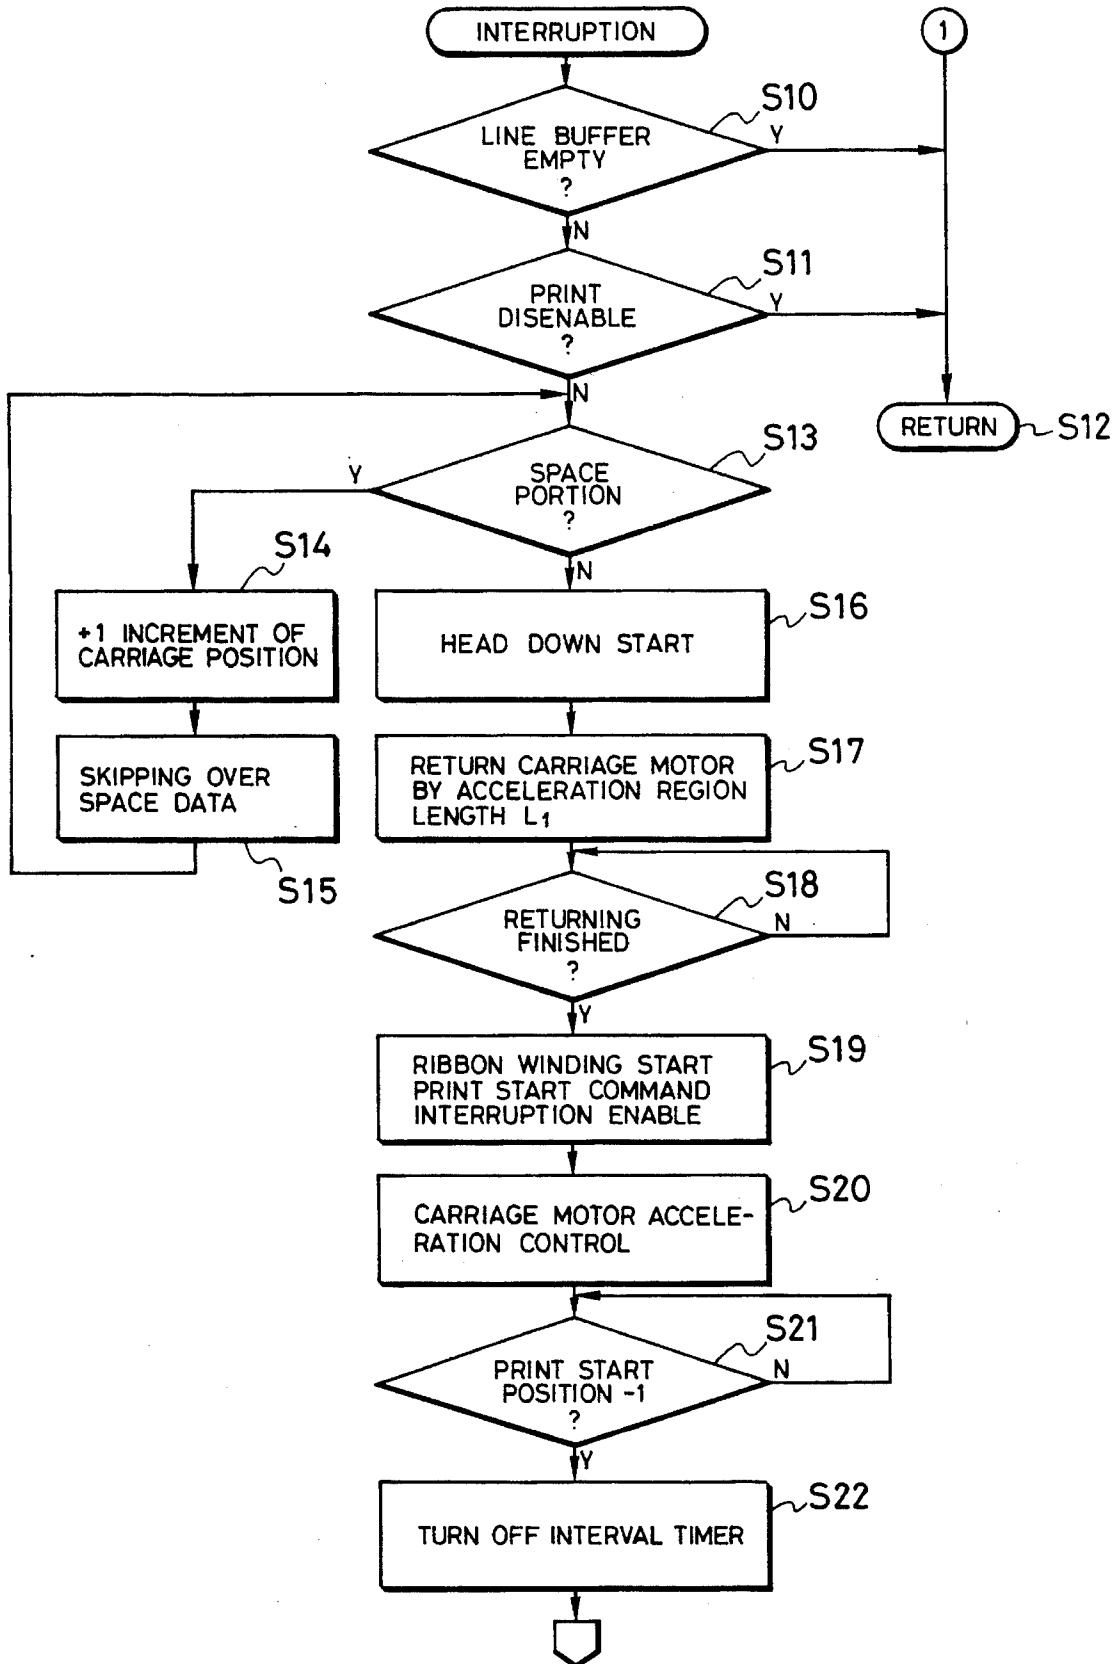 INTERRUPTION
1
S10
LINE BUFFER
EMPTY
?
Y
N
S11
PRINT
DISENABLE
?
Y
N
RETURN
S12
S13
SPACE
PORTION
?
Y
N
S14
+1 INCREMENT OF
CARRIAGE POSITION
S16
HEAD DOWN START
SKIPPING OVER
SPACE DATA
S15
S17
RETURN CARRIAGE MOTOR
BY ACCELERATION REGION
LENGTH L1
S18
RETURNING
FINISHED
?
N
Y
S19
RIBBON WINDING START
PRINT START COMMAND
INTERRUPTION ENABLE
S20
CARRIAGE MOTOR ACCELE-
RATION CONTROL
S21
PRINT START
POSITION -1
?
N
Y
S22
TURN OFF INTERVAL TIMER